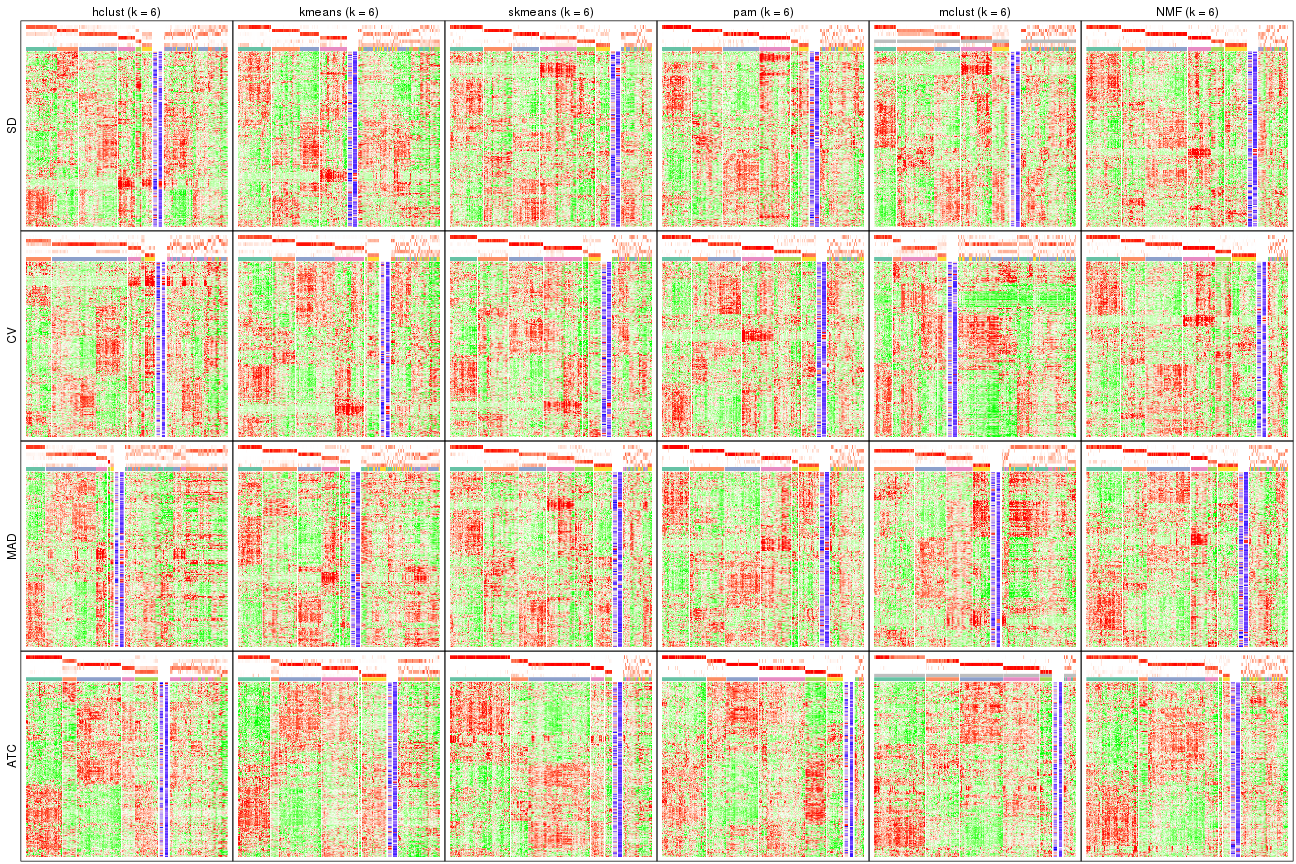 hclust (k = 6)
kmeans (k = 6)
skmeans (k = 6)
pam (k = 6)
mclust (k = 6)
NMF (k = 6)
SD
CV
MAD
ATC